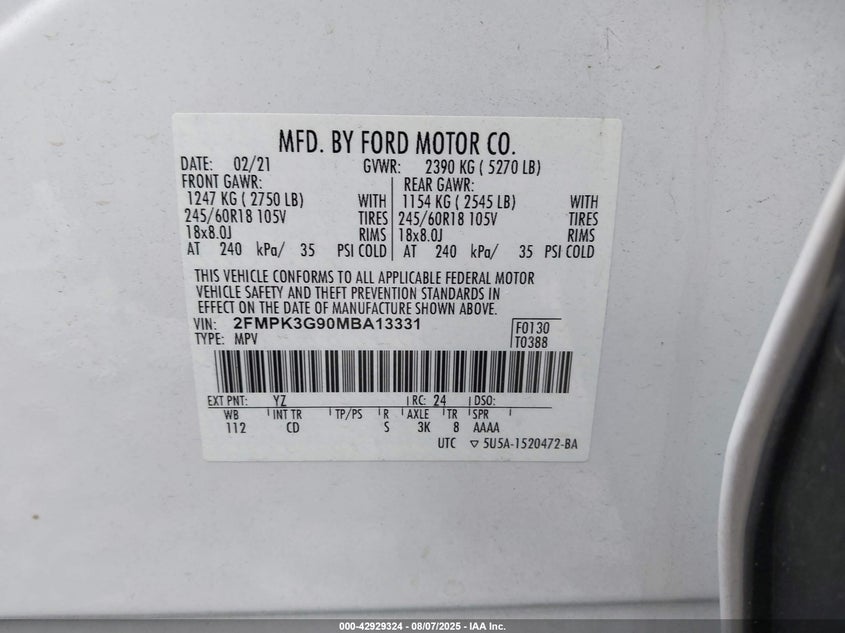 MFD. BY FORD MOTOR CO.
DATE: 02/21 GVWR: 2390 KG ( 5270 LB)
FRONT GAWR: REAR GAWR:
1247 KG ( 2750 LB) WITH 1154 KG ( 2545 LB) WITH
245/60R18 105V TIRES 245/60R18 105V TIRES
18x8.0J RIMS 18x8.0J RIMS
AT 240 kPa/ 35 PSI COLD AT 240 kPa/ 35 PSI COLD
THIS VEHICLE CONFORMS TO ALL APPLICABLE FEDERAL MOTOR
VEHICLE SAFETY AND THEFT PREVENTION STANDARDS IN
EFFECT ON THE DATE OF MANUFACTURE SHOWN ABOVE.
VIN: 2FMPK3G90MBA13331 F0130
TYPE: MPV T0388
EXT PNT: YZ RC: 24 DSO:
WB INT TR TP/PS R AXLE TR SPR
112 CD S 3K 8 AAAA
UTC ▽ 5U5A-1520472-BA
000-42929324 | 08/07/2025 - IAA Inc.